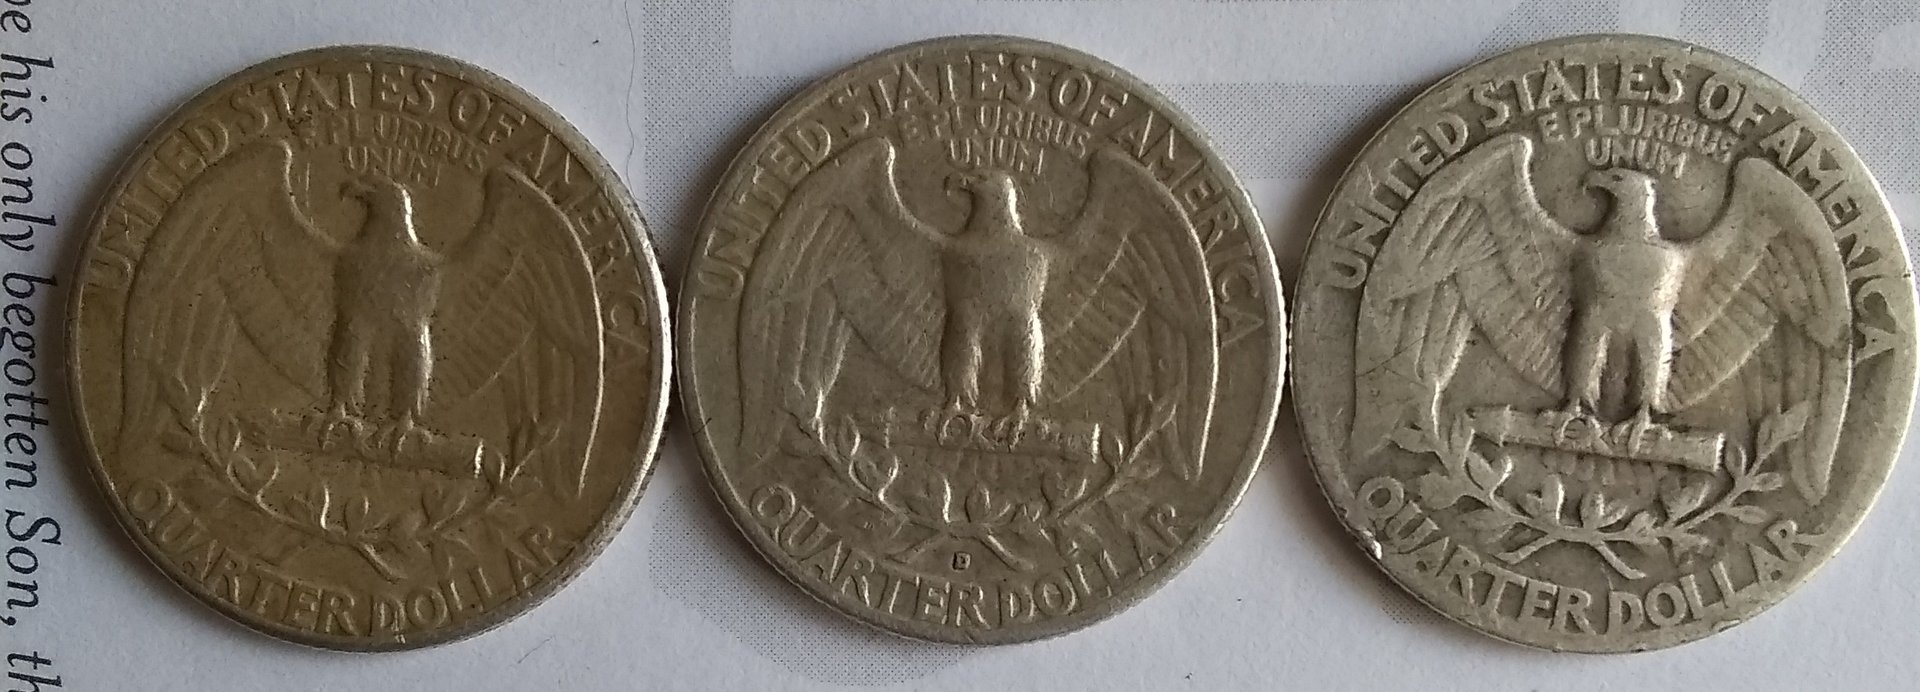 be his only begotten Son, th
UNITED STATES OF AMERICA
E PLURIBUS
UNUM
QUARTER DOLLAR
UNITED STATES OF AMERICA
E PLURIBUS
UNUM
D
QUARTER DOLLAR
UNITED STATES OF AMERICA
E PLURIBUS
UNUM
QUARTER DOLLAR